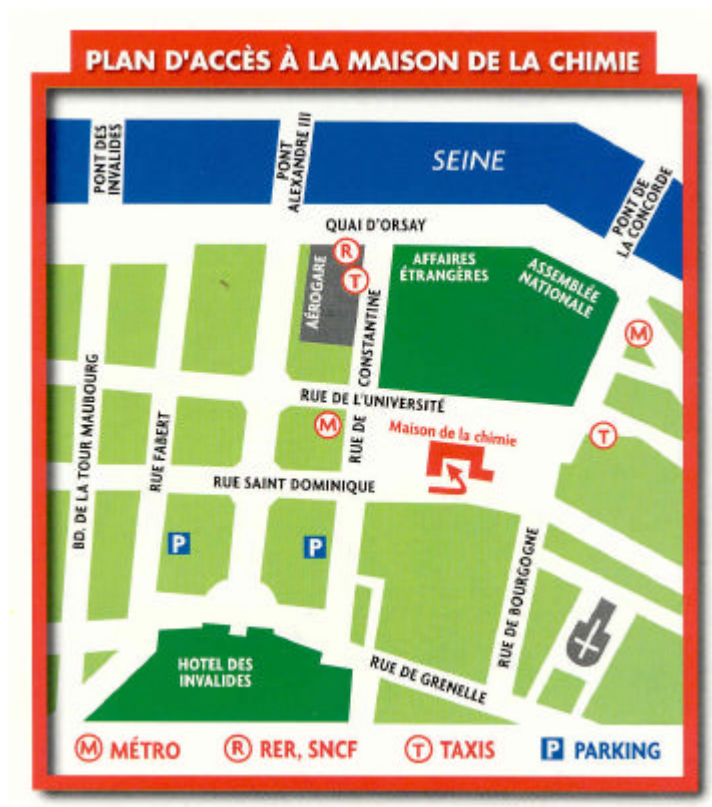 PLAN D'ACCÈS À LA MAISON DE LA CHIMIE
PONT DES
INVALIDES
PONT
ALEXANDRE III
SEINE
PONT DE
LA CONCORDE
QUAI D'ORSAY
R
T
AÉROGARE
AFFAIRES
ÉTRANGÈRES
ASSEMBLÉE
NATIONALE
M
BD. DE LA TOUR MAUBOURG
RUE FABERT
RUE DE CONSTANTINE
RUE DE L'UNIVERSITÉ
M
Maison de la chimie
T
RUE SAINT DOMINIQUE
P
P
RUE DE BOURGOGNE
HOTEL DES
INVALIDES
RUE DE GRENELLE
M MÉTRO
R RER, SNCF
T TAXIS
P PARKING